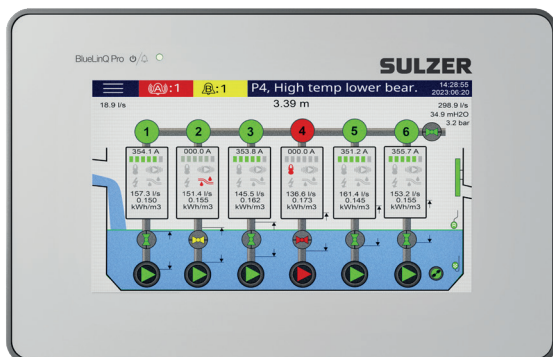 BlueLinQ Pro
SULZER
(A):1
B:1
P4, High temp lower bear.
14:28:55
2023:06:20
18.9 l/s
3.39 m
298.9 l/s
34.9 mH2O
3.2 bar
1 2 3 4 5 6
354.1 A 000.0 A 353.8 A 000.0 A 351.2 A 355.7 A
157.3 l/s 151.4 l/s 145.5 l/s 136.6 l/s 161.4 l/s 153.2 l/s
0.150 0.155 0.162 0.173 0.145 0.155
kWh/m3 kWh/m3 kWh/m3 kWh/m3 kWh/m3 kWh/m3